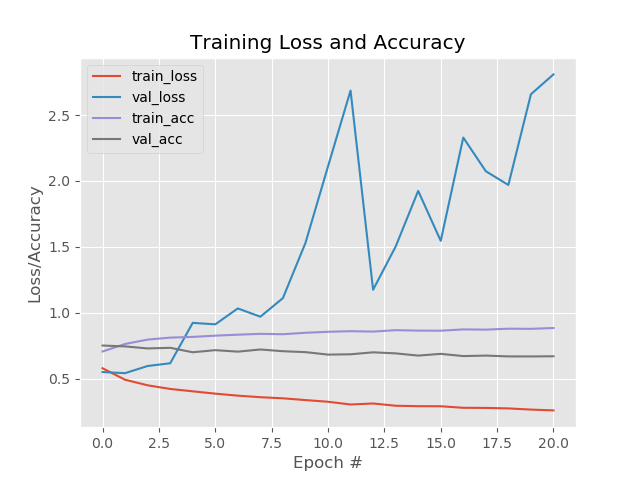 Training Loss and Accuracy
train_loss
val_loss
train_acc
val_acc
Loss/Accuracy
2.5
2.0
1.5
1.0
0.5
0.0 2.5 5.0 7.5 10.0 12.5 15.0 17.5 20.0
Epoch #